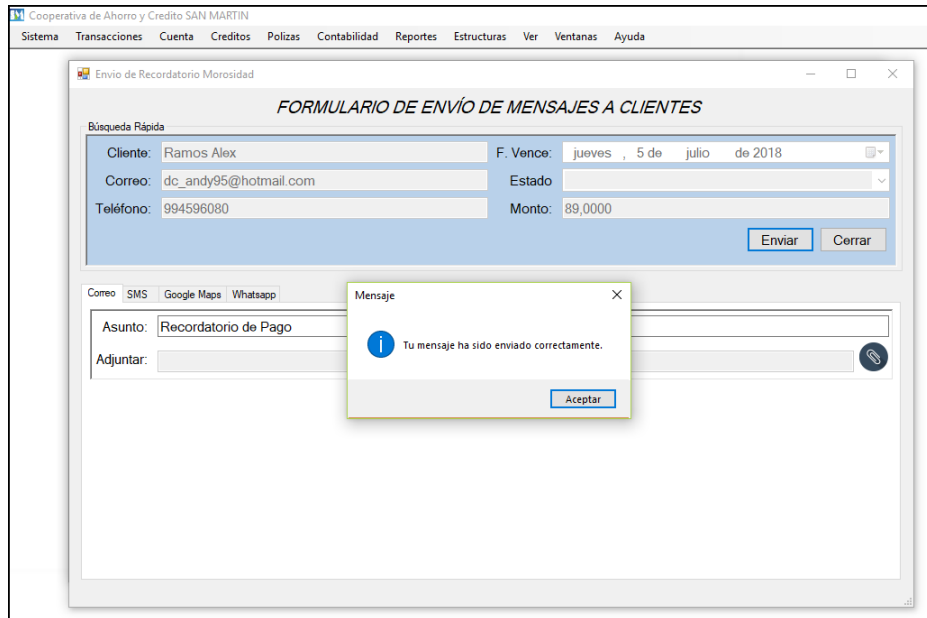 Cooperativa de Ahorro y Credito SAN MARTIN
Sistema Transacciones Cuenta Creditos Polizas Contabilidad Reportes Estructuras Ver Ventanas Ayuda
Envio de Recordatorio Morosidad
FORMULARIO DE ENVÍO DE MENSAJES A CLIENTES
Búsqueda Rápida
Cliente: Ramos Alex F. Vence: jueves , 5 de julio de 2018
Correo: dc_andy95@hotmail.com Estado
Teléfono: 994596080 Monto: 89,0000
Enviar Cerrar
Correo SMS Google Maps Whatsapp
Mensaje
Asunto: Recordatorio de Pago
Tu mensaje ha sido enviado correctamente.
Adjuntar:
Aceptar